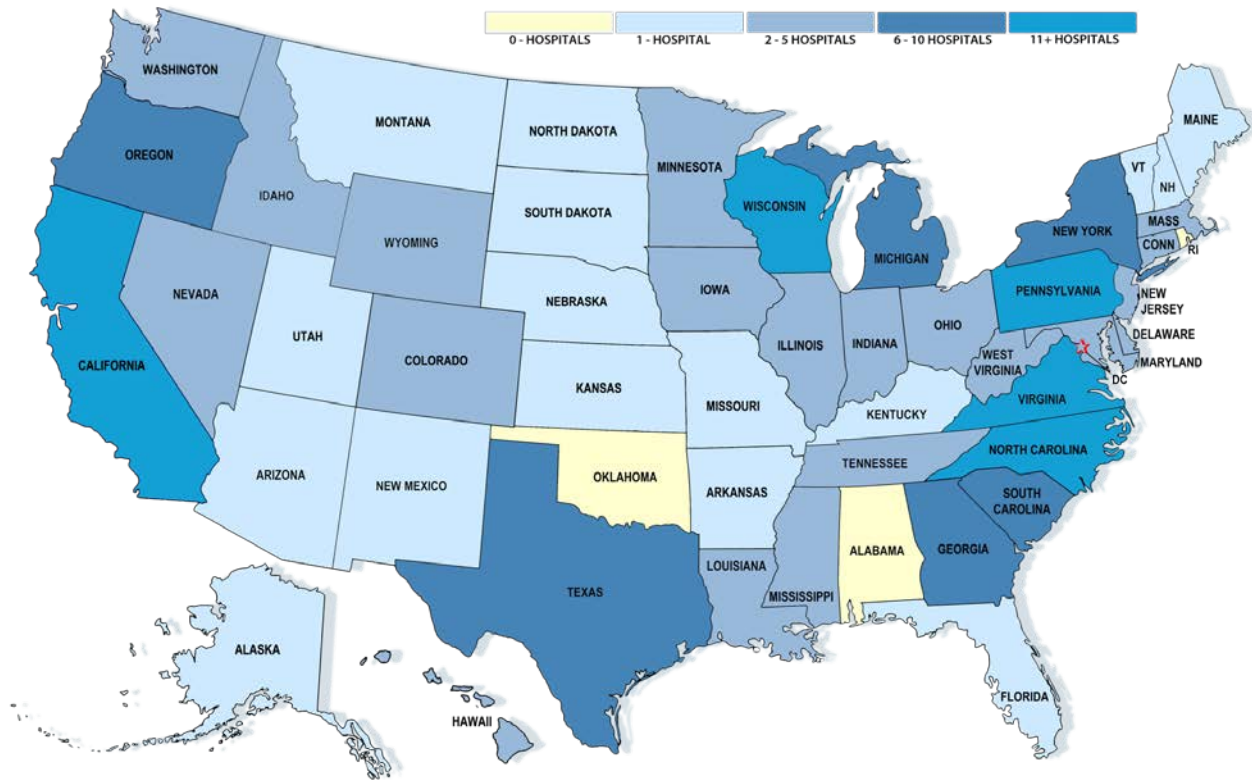 0 - HOSPITALS
1 - HOSPITAL
2 - 5 HOSPITALS
6 - 10 HOSPITALS
11+ HOSPITALS
WASHINGTON
MONTANA
NORTH DAKOTA
MINNESOTA
MAINE
VT
NH
OREGON
IDAHO
SOUTH DAKOTA
WISCONSIN
MICHIGAN
NEW YORK
MASS
CONN
RI
WYOMING
NEVADA
UTAH
COLORADO
NEBRASKA
IOWA
ILLINOIS
INDIANA
OHIO
PENNSYLVANIA
NEW
JERSEY
DELAWARE
MARYLAND
DC
WEST
VIRGINIA
VIRGINIA
CALIFORNIA
KANSAS
MISSOURI
KENTUCKY
NORTH CAROLINA
TENNESSEE
SOUTH
CAROLINA
ARIZONA
NEW MEXICO
OKLAHOMA
ARKANSAS
ALABAMA
GEORGIA
TEXAS
LOUISIANA
MISSISSIPPI
FLORIDA
ALASKA
HAWAII